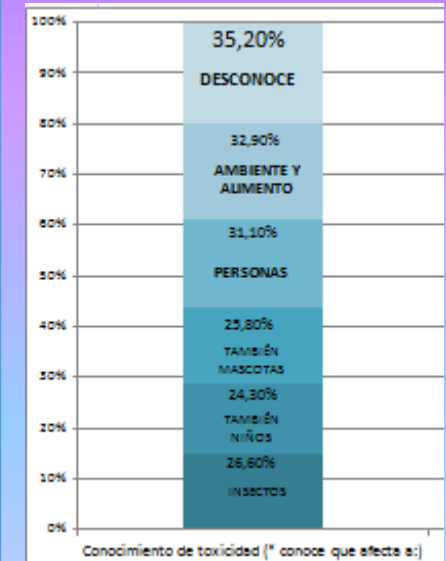 100%
35,20%
90%
DESCONOCE
80%
32,90%
70%
AMBIENTE Y
ALIMENTO
60%
31,10%
50%
PERSONAS
40%
25,80%
TAMBIÉN
MASCOTAS
30%
24,30%
TAMBIÉN
NIÑOS
20%
26,60%
10%
INSECTOS
0%
Conocimiento de toxicidad (* conoce que afecta a:)